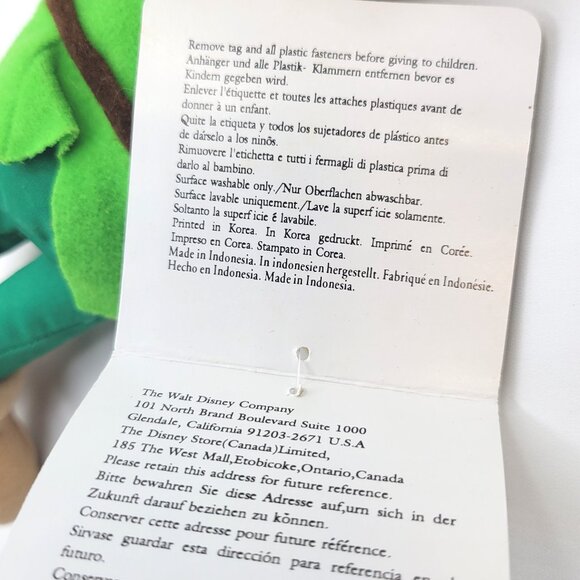 Remove tag and all plastic fasteners before giving to children.
Anhänger und alle Plastik- Klammern entfernen bevor es
Kindern gegeben wird.
Enlever l'étiquette et toutes les attaches plastiques avant de
donner à un enfant.
Quite la etiqueta y todos los sujetadores de plástico antes
de dárselo a los ninōs.
Rimuovere l'etichetta e tutti i fermagli di plastica prima di
darlo al bambino.
Surface washable only./Nur Oberflachen abwaschbar.
Surface lavable uniquement./Lave la superf icie solamente.
Soltanto la superf icie é lavabile.
Printed in Korea. In Korea gedruckt. Imprimé en Corée.
Impreso en Corea. Stampato in Corea.
Made in Indonesia. In indonesien hergestellt. Fabriqué en Indonésie.
Hecho en Indonesia. Made in Indonesia.
The Walt Disney Company
101 North Brand Boulevard Suite 1000
Glendale, California 91203-2671 U.S.A
The Disney Store(Canada)Limited,
185 The West Mall,Etobicoke,Ontario,Canada
Please retain this address for future reference.
Bitte bewahren Sie diese Adresse auf,urn sich in der
Zukunft darauf beziehen zu kōnnen.
Conserver cette adresse pour future référence.
Sirvase guardar esta dirección para referencia en
futuro.